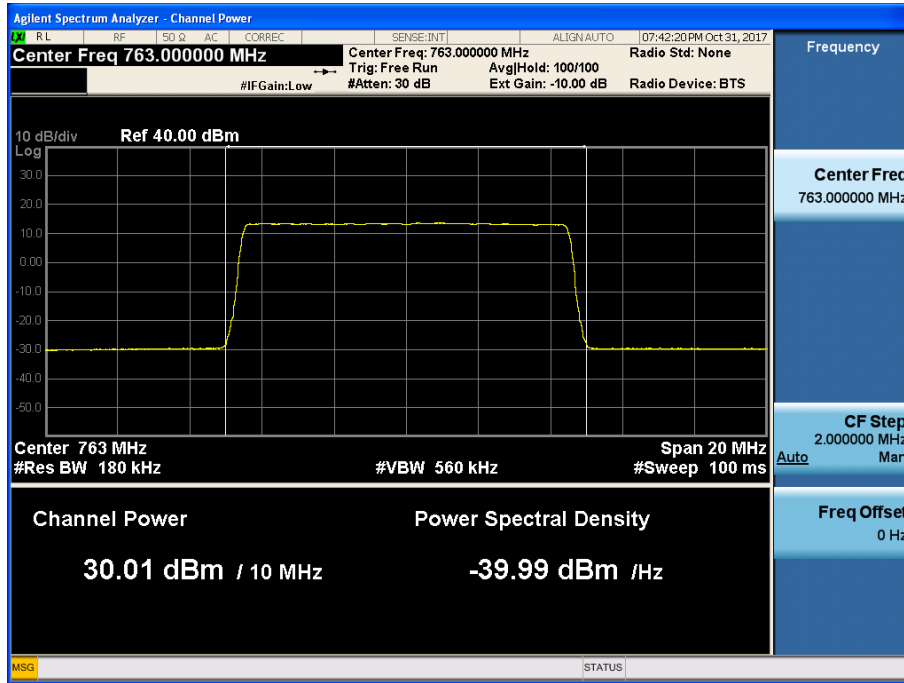 Agilent Spectrum Analyzer - Channel Power
LXI RL RF 50 Ω AC CORREC SENSE:INT ALIGN AUTO 07:42:20 PM Oct 31, 2017
Center Freq 763.000000 MHz
Center Freq: 763.000000 MHz Radio Std: None
Trig: Free Run Avg|Hold: 100/100
#IFGain:Low #Atten: 30 dB Ext Gain: -10.00 dB Radio Device: BTS
10 dB/div Ref 40.00 dBm
Log
30.0
20.0
10.0
0.00
-10.0
-20.0
-30.0
-40.0
-50.0
Center 763 MHz Span 20 MHz
#Res BW 180 kHz #VBW 560 kHz #Sweep 100 ms
Channel Power Power Spectral Density
30.01 dBm / 10 MHz -39.99 dBm /Hz
MSG STATUS
Frequency
Center Freq
763.000000 MHz
CF Step
2.000000 MHz
Auto Man
Freq Offset
0 Hz